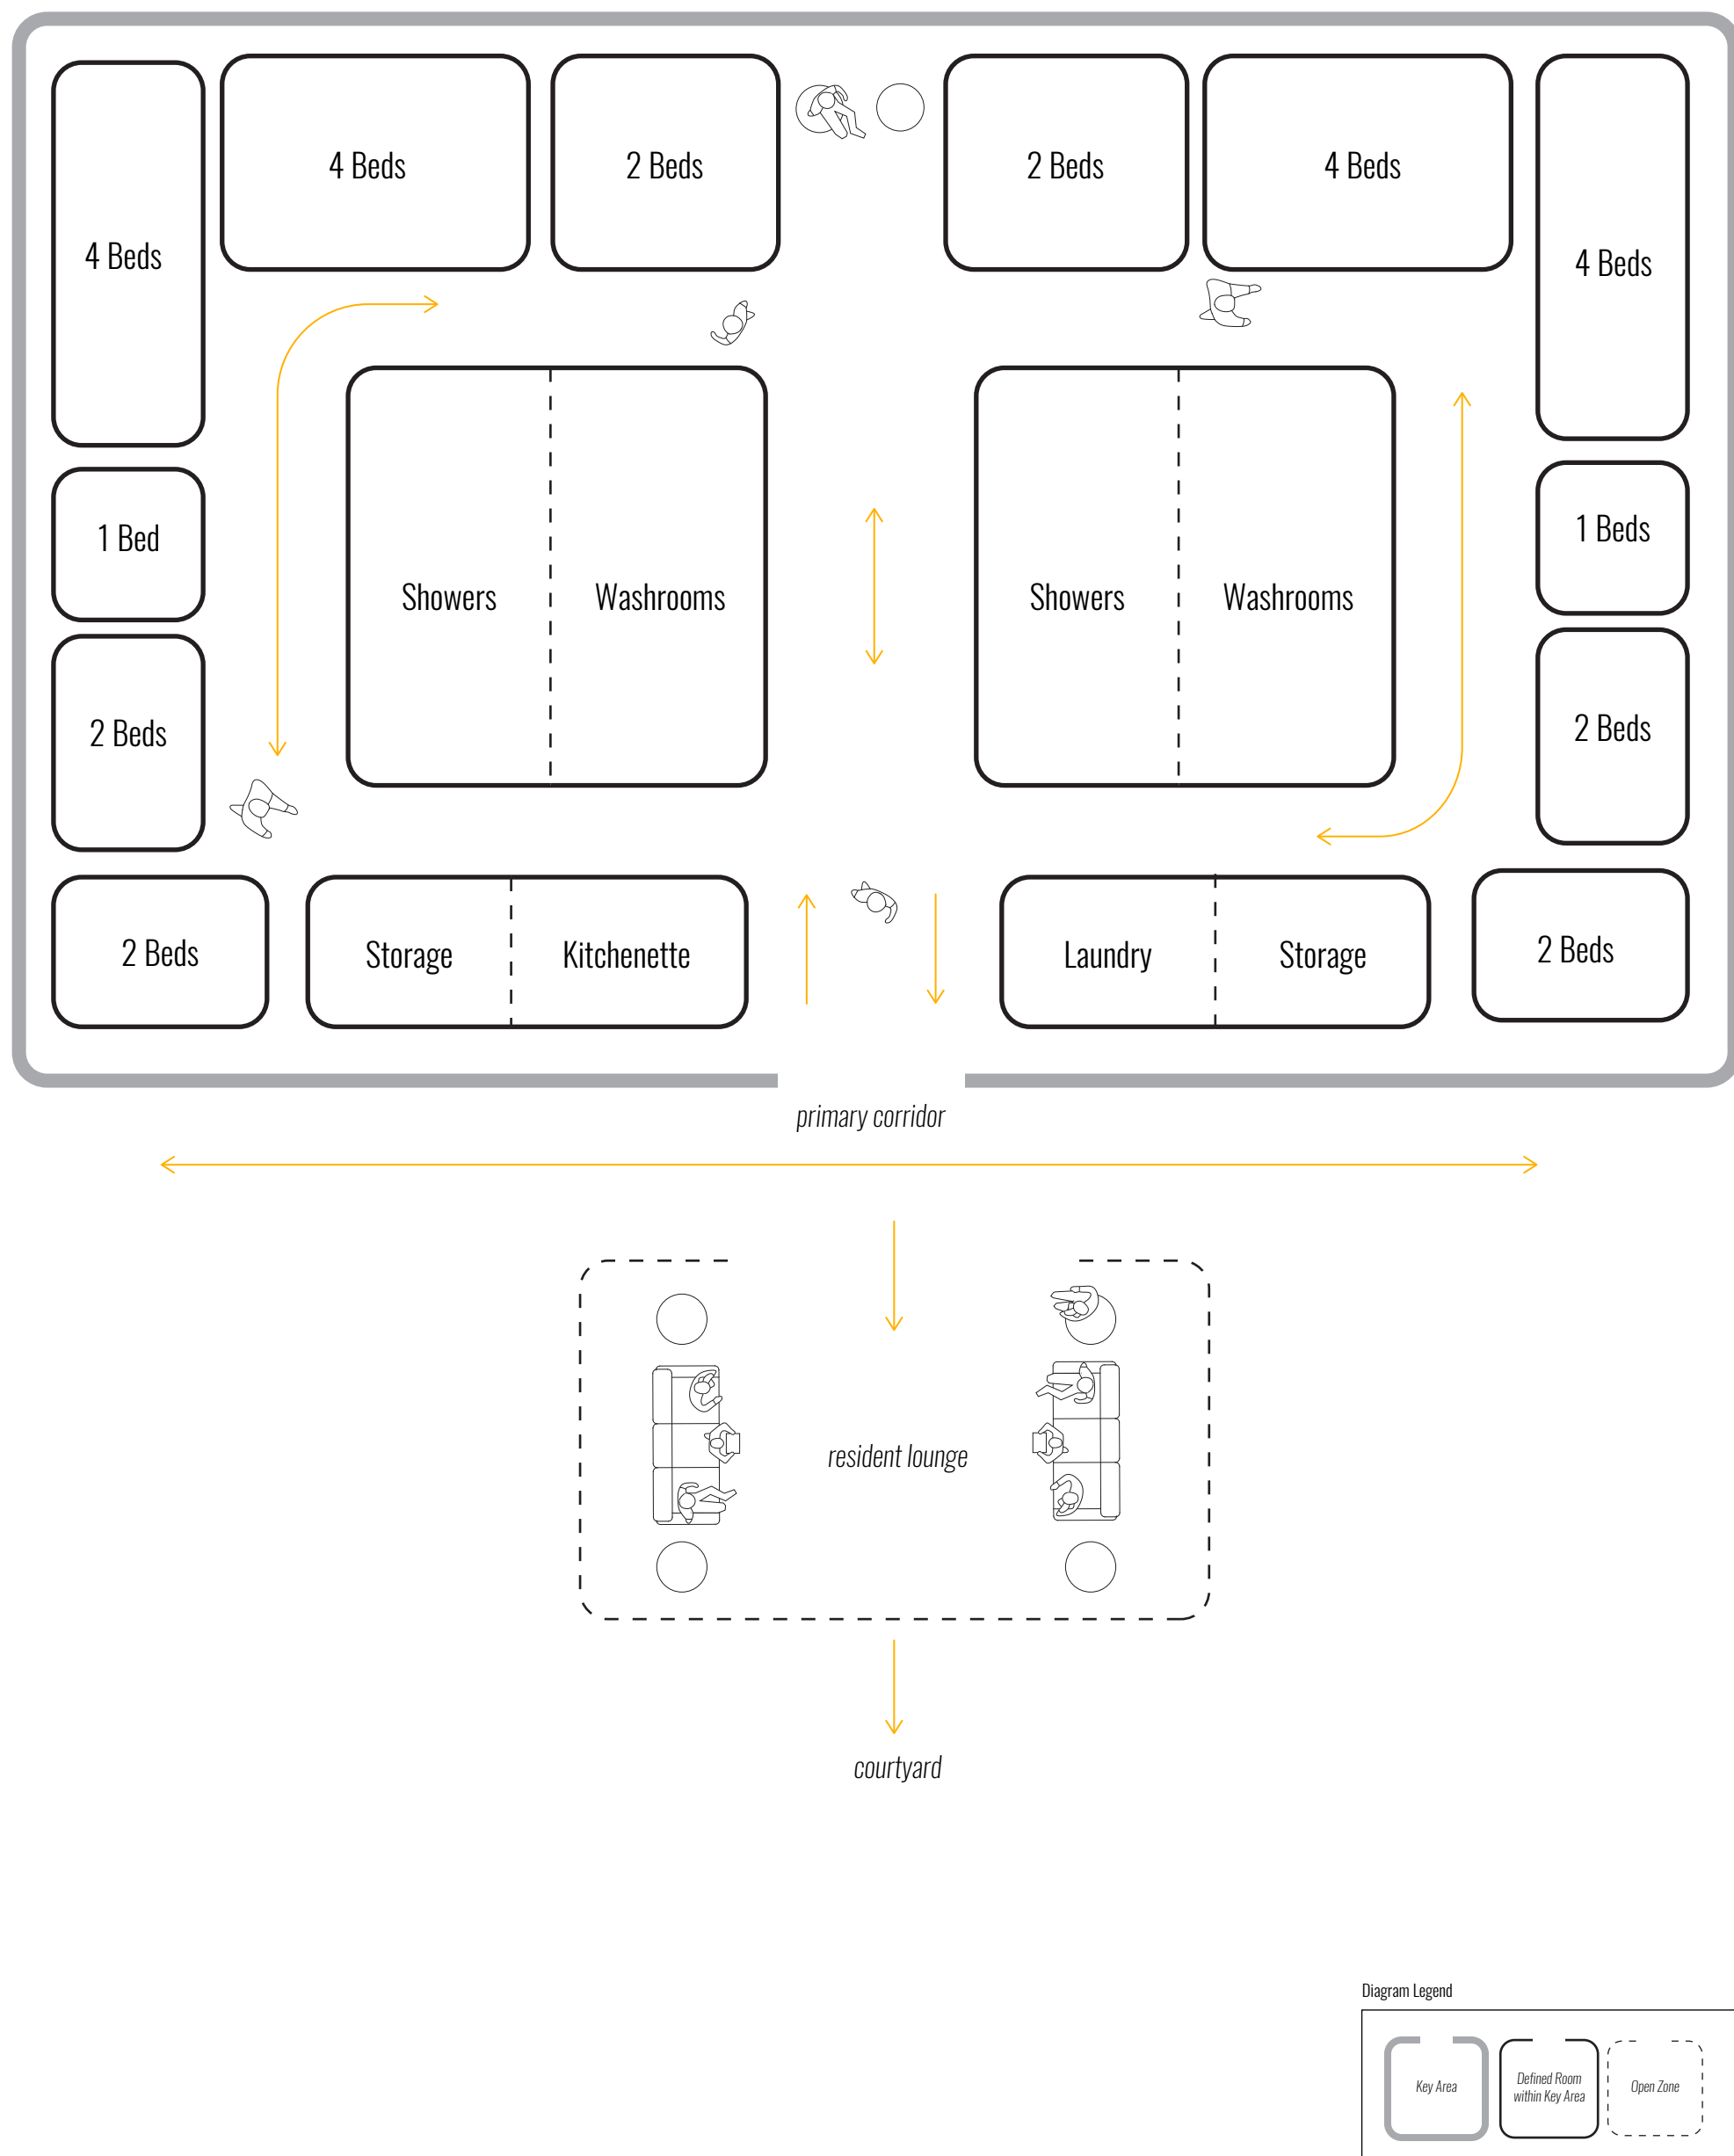 4 Beds
2 Beds
2 Beds
4 Beds
4 Beds
4 Beds
1 Bed
1 Beds
Showers
Washrooms
Showers
Washrooms
2 Beds
2 Beds
2 Beds
Storage
Kitchenette
Laundry
Storage
2 Beds
primary corridor
resident lounge
courtyard
Diagram Legend
Key Area
Defined Room
within Key Area
Open Zone